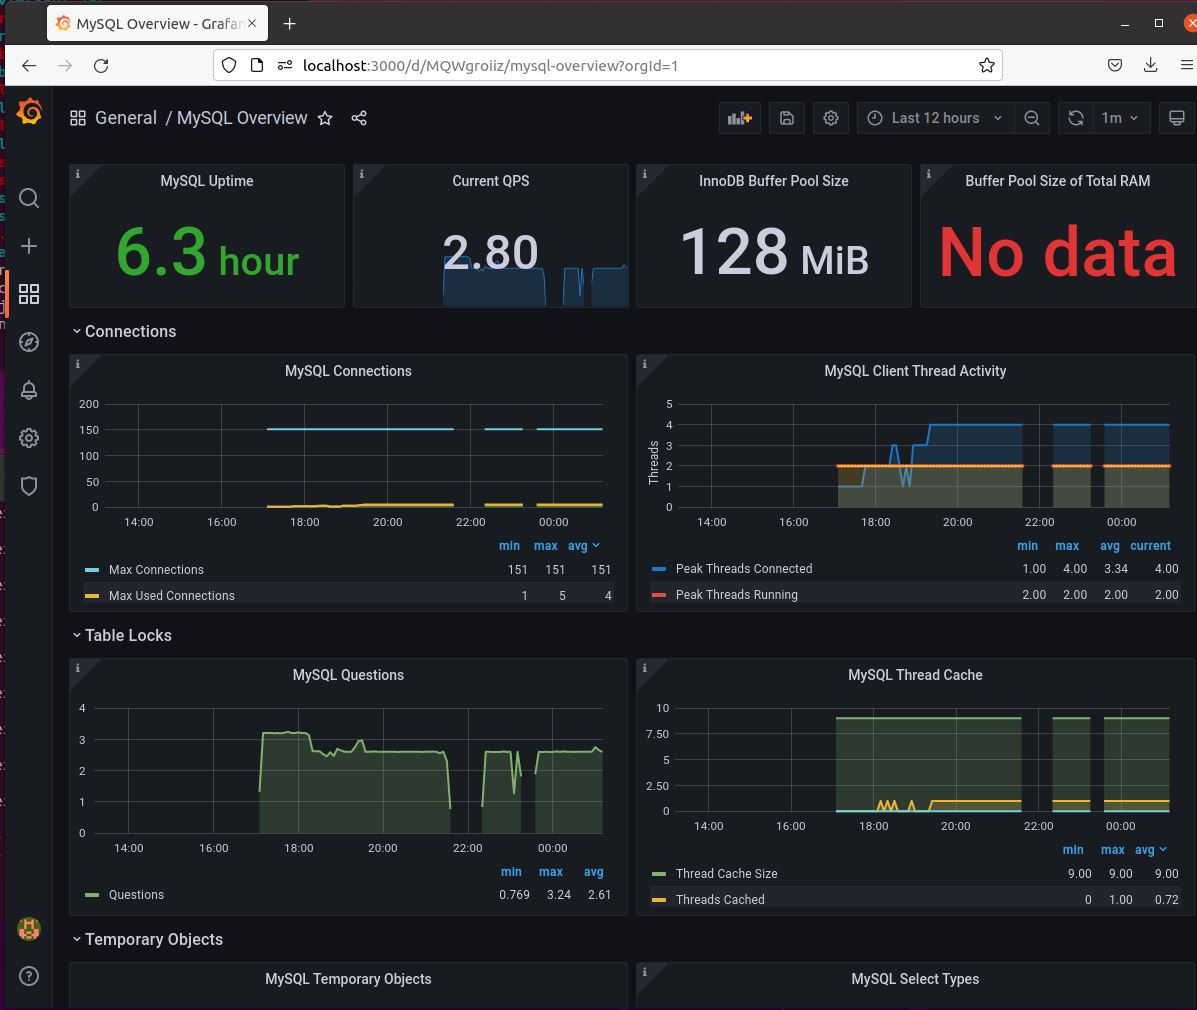 MySQL Overview - Grafan
localhost:3000/d/MQWgroiiz/mysql-overview?orgId=1
General / MySQL Overview
Last 12 hours
1m
MySQL Uptime
6.3 hour
Current QPS
2.80
InnoDB Buffer Pool Size
128 MiB
Buffer Pool Size of Total RAM
No data
Connections
MySQL Connections
200
150
100
50
0
14:00 16:00 18:00 20:00 22:00 00:00
min max avg
Max Connections 151 151 151
Max Used Connections 1 5 4
MySQL Client Thread Activity
Threads
5
4
3
2
1
0
14:00 16:00 18:00 20:00 22:00 00:00
min max avg current
Peak Threads Connected 1.00 4.00 3.34 4.00
Peak Threads Running 2.00 2.00 2.00 2.00
Table Locks
MySQL Questions
4
3
2
1
0
14:00 16:00 18:00 20:00 22:00 00:00
min max avg
Questions 0.769 3.24 2.61
MySQL Thread Cache
10
7.50
5
2.50
0
14:00 16:00 18:00 20:00 22:00 00:00
min max avg
Thread Cache Size 9.00 9.00 9.00
Threads Cached 0 1.00 0.72
Temporary Objects
MySQL Temporary Objects
MySQL Select Types